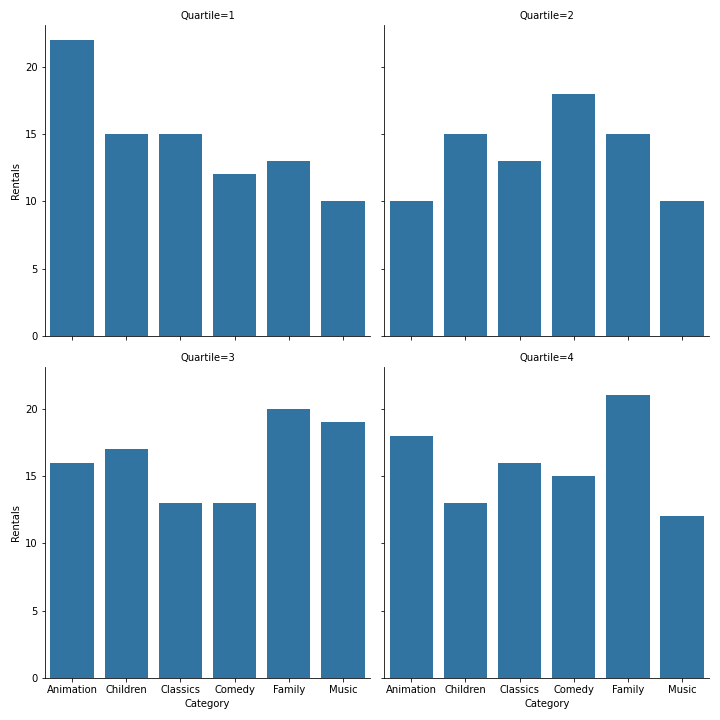 Quartile=1
Quartile=2
20
15
10
5
0
Rentals
Quartile=3
Quartile=4
20
15
10
5
0
Rentals
Animation Children Classics Comedy Family Music
Animation Children Classics Comedy Family Music
Category
Category